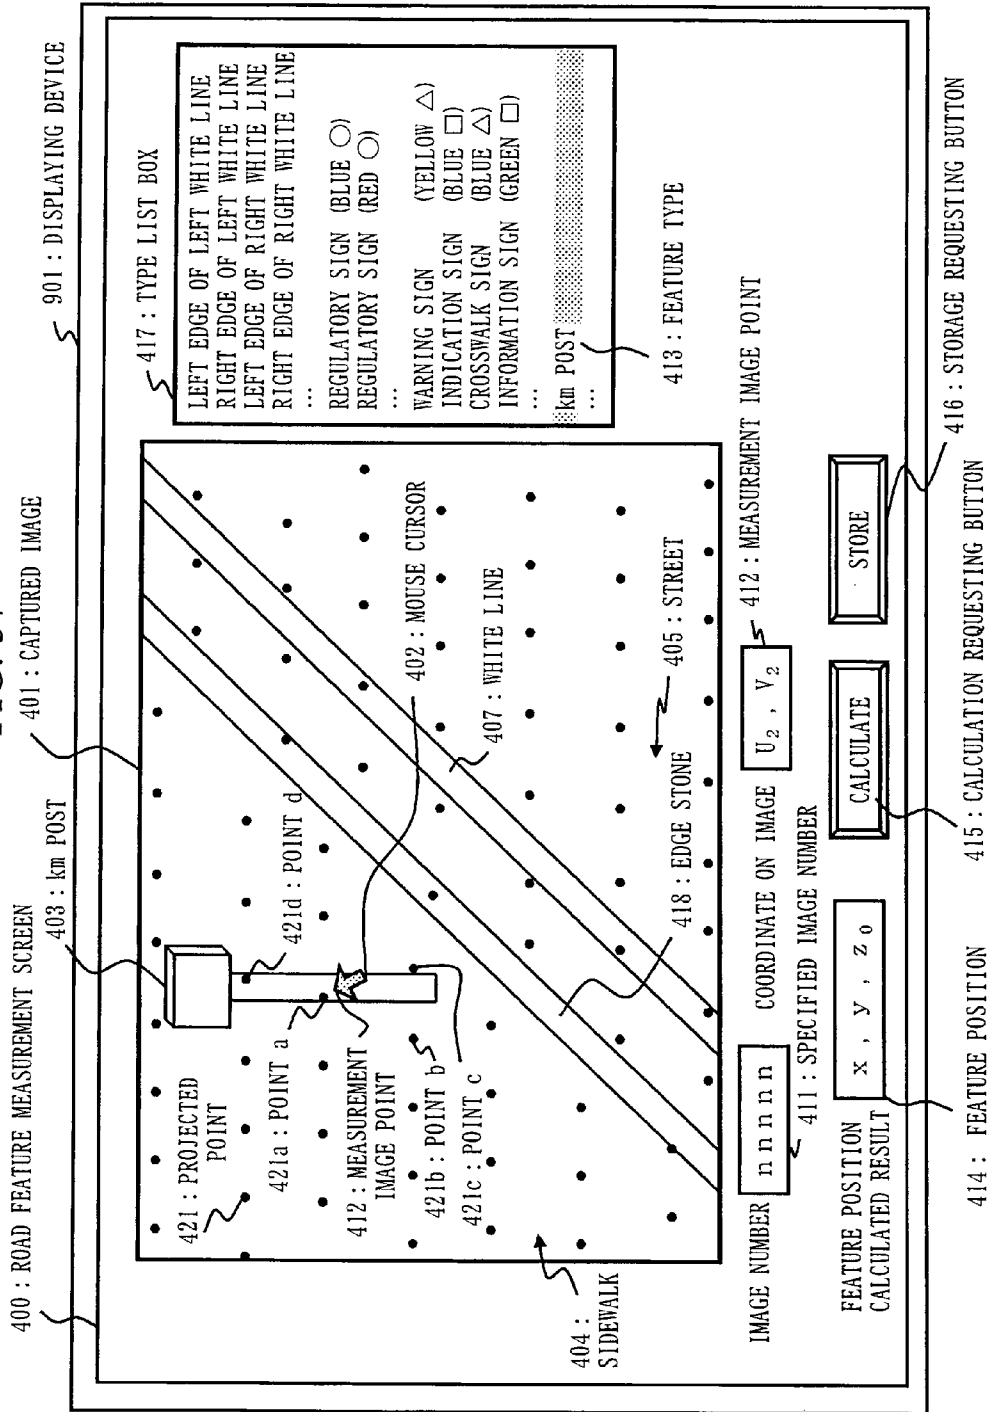 400 : ROAD FEATURE MEASUREMENT SCREEN
403 : km POST
401 : CAPTURED IMAGE
901 : DISPLAYING DEVICE
417 : TYPE LIST BOX
LEFT EDGE OF LEFT WHITE LINE
RIGHT EDGE OF LEFT WHITE LINE
LEFT EDGE OF RIGHT WHITE LINE
RIGHT EDGE OF RIGHT WHITE LINE
...
REGULATORY SIGN (BLUE ○)
REGULATORY SIGN (RED ○)
...
WARNING SIGN (YELLOW △)
INDICATION SIGN (BLUE □)
CROSSWALK SIGN (BLUE △)
INFORMATION SIGN (GREEN □)
...
km POST
...
413 : FEATURE TYPE
421 : PROJECTED
POINT
421d : POINT d
421a : POINT a
412 : MEASUREMENT
IMAGE POINT
421b : POINT b
421c : POINT c
402 : MOUSE CURSOR
407 : WHITE LINE
405 : STREET
418 : EDGE STONE
404 :
SIDEWALK
IMAGE NUMBER
n n n n n
COORDINATE ON IMAGE
U2 , V2
412 : MEASUREMENT IMAGE POINT
411 : SPECIFIED IMAGE NUMBER
FEATURE POSITION
CALCULATED RESULT
x , y , z0
CALCULATE
STORE
416 : STORAGE REQUESTING BUTTON
414 : FEATURE POSITION
415 : CALCULATION REQUESTING BUTTON